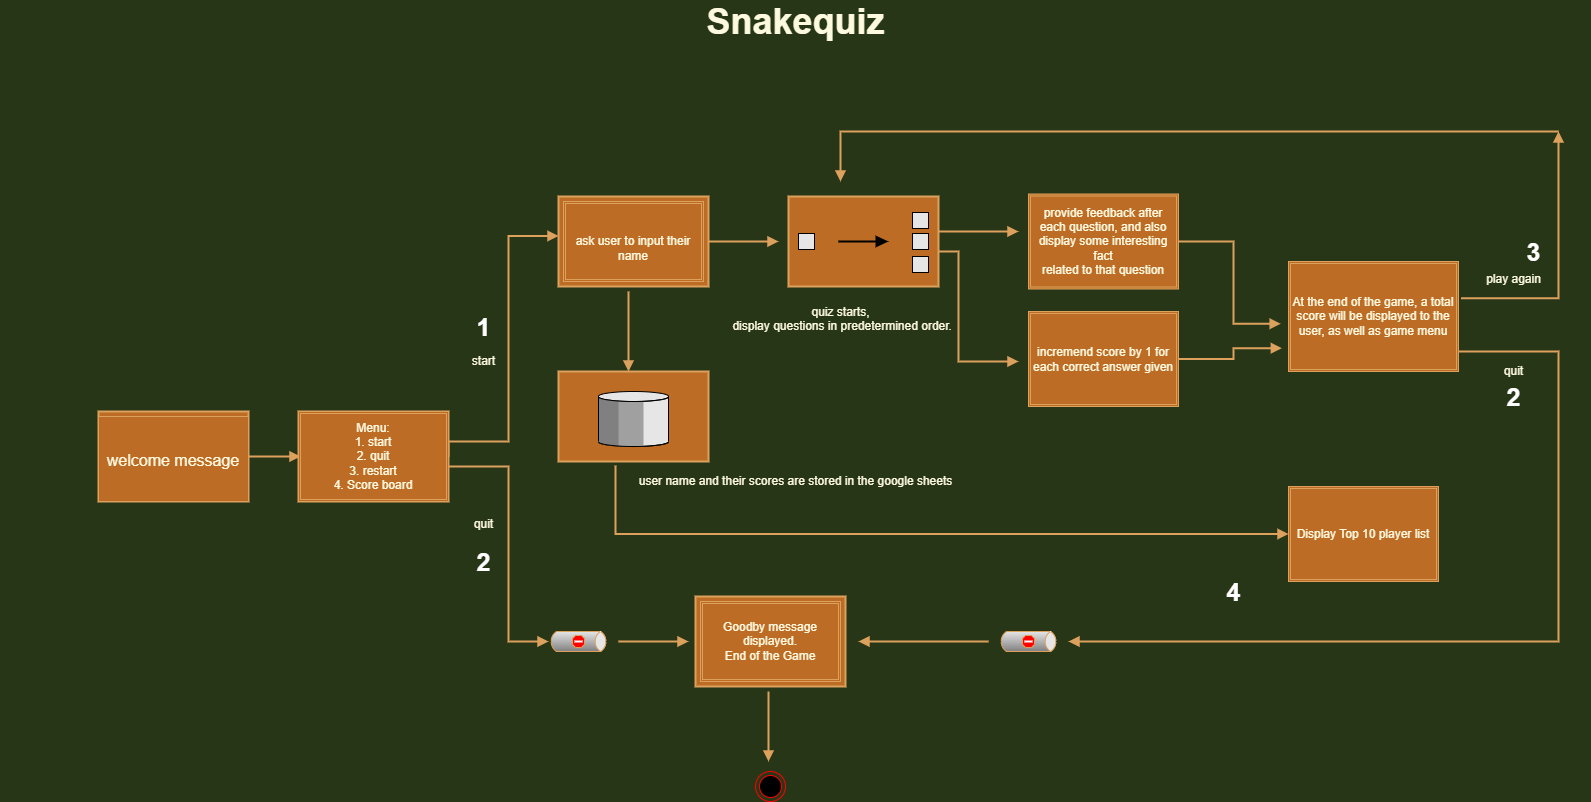 Snakequiz
welcome message
Menu:
1. start
2. quit
3. restart
4. Score board
1
start
quit
2
ask user to input their
name
user name and their scores are stored in the google sheets
quiz starts,
display questions in predetermined order.
provide feedback after
each question, and also
display some interesting
fact
related to that question
incremend score by 1 for
each correct answer given
At the end of the game, a total
score will be displayed to the
user, as well as game menu
3
play again
quit
2
Display Top 10 player list
4
Goodby message
displayed.
End of the Game